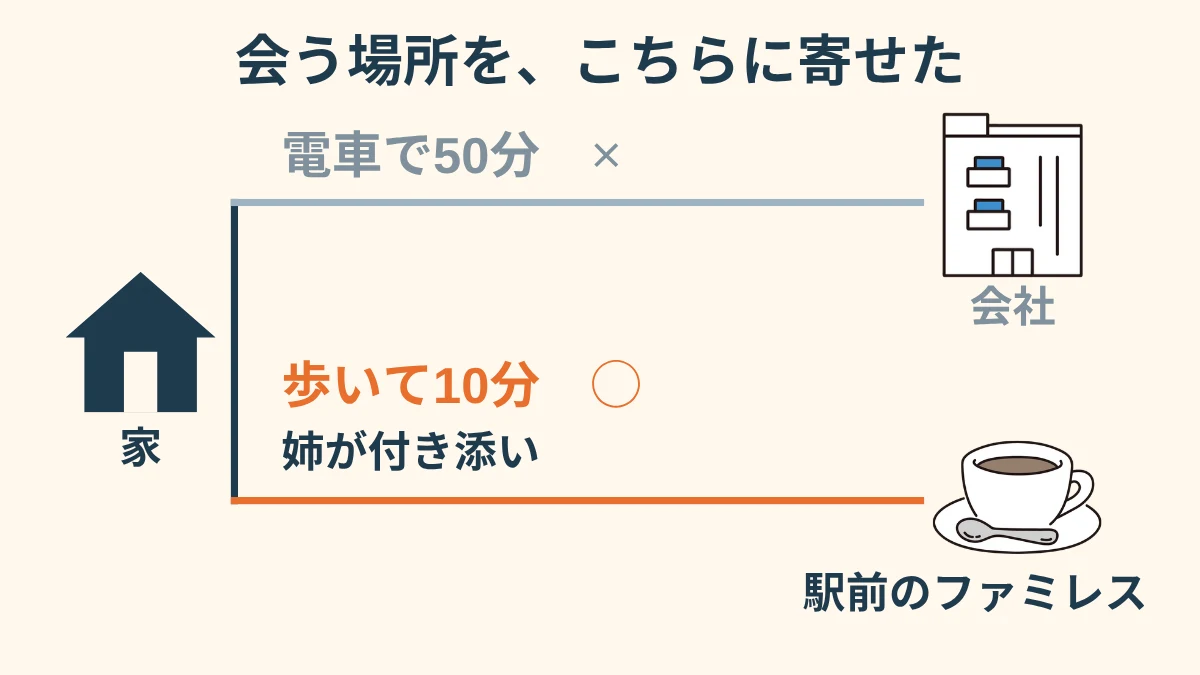 会う場所を、こちらに寄せた
電車で50分 ×
会社
歩いて10分 ○
姉が付き添い
家
駅前のファミレス